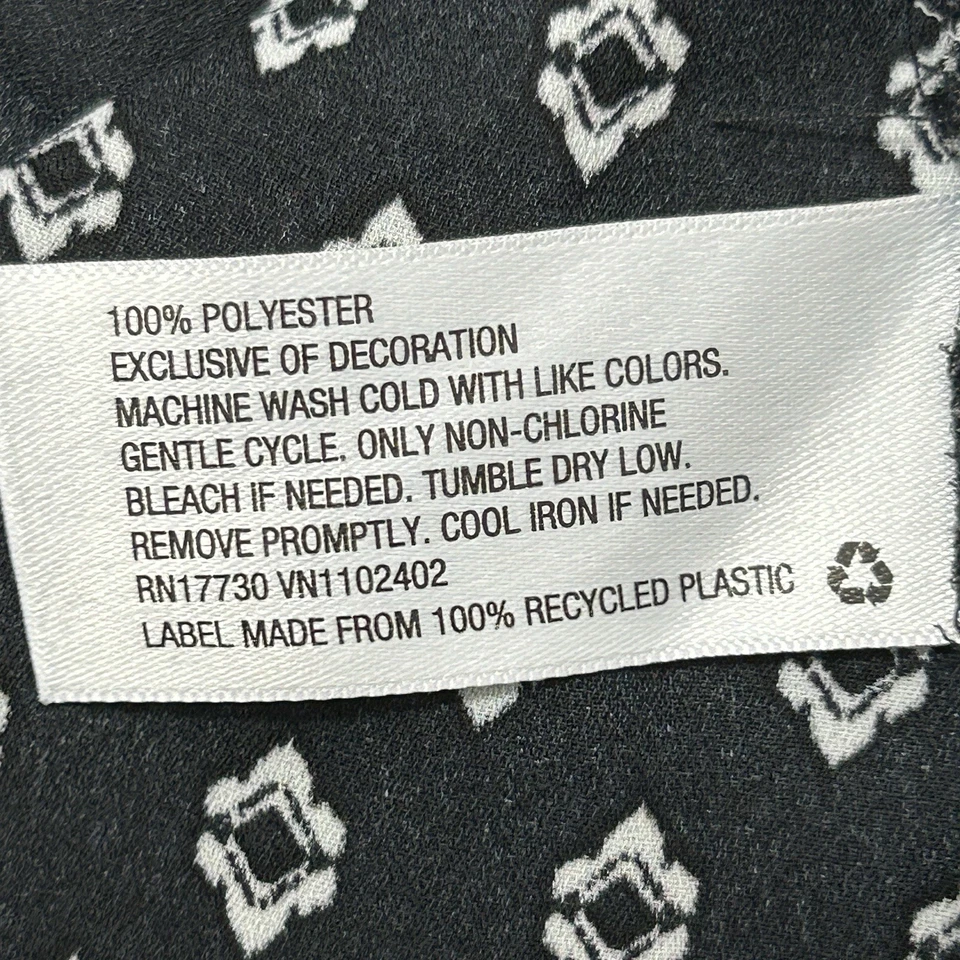 100% POLYESTER
EXCLUSIVE OF DECORATION
MACHINE WASH COLD WITH LIKE COLORS.
GENTLE CYCLE. ONLY NON-CHLORINE
BLEACH IF NEEDED. TUMBLE DRY LOW.
REMOVE PROMPTLY. COOL IRON IF NEEDED.
RN17730 VN1102402
LABEL MADE FROM 100% RECYCLED PLASTIC